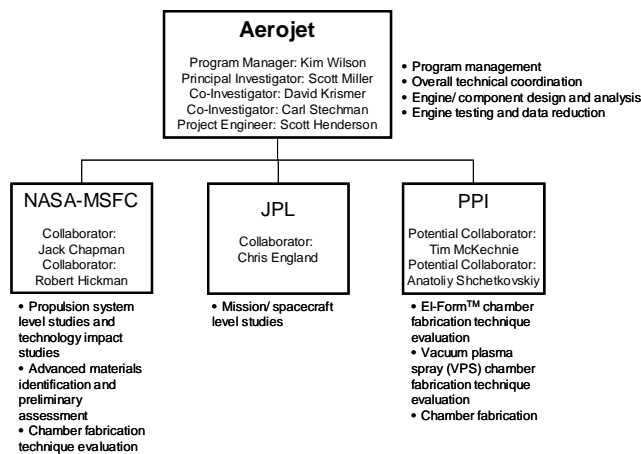 Aerojet
Program Manager: Kim Wilson
Principal Investigator: Scott Miller
Co-Investigator: David Krismer
Co-Investigator: Carl Stechman
Project Engineer: Scott Henderson
• Program management
• Overall technical coordination
• Engine/ component design and analysis
• Engine testing and data reduction
NASA-MSFC
Collaborator:
Jack Chapman
Collaborator:
Robert Hickman
• Propulsion system
level studies and
technology impact
studies
• Advanced materials
identification and
preliminary
assessment
• Chamber fabrication
technique evaluation
JPL
Collaborator:
Chris England
• Mission/ spacecraft
level studies
PPI
Potential Collaborator:
Tim McKechnie
Potential Collaborator:
Anatoliy Shchetkovskiy
• El-Form™ chamber
fabrication technique
evaluation
• Vacuum plasma
spray (VPS) chamber
fabrication technique
evaluation
• Chamber fabrication